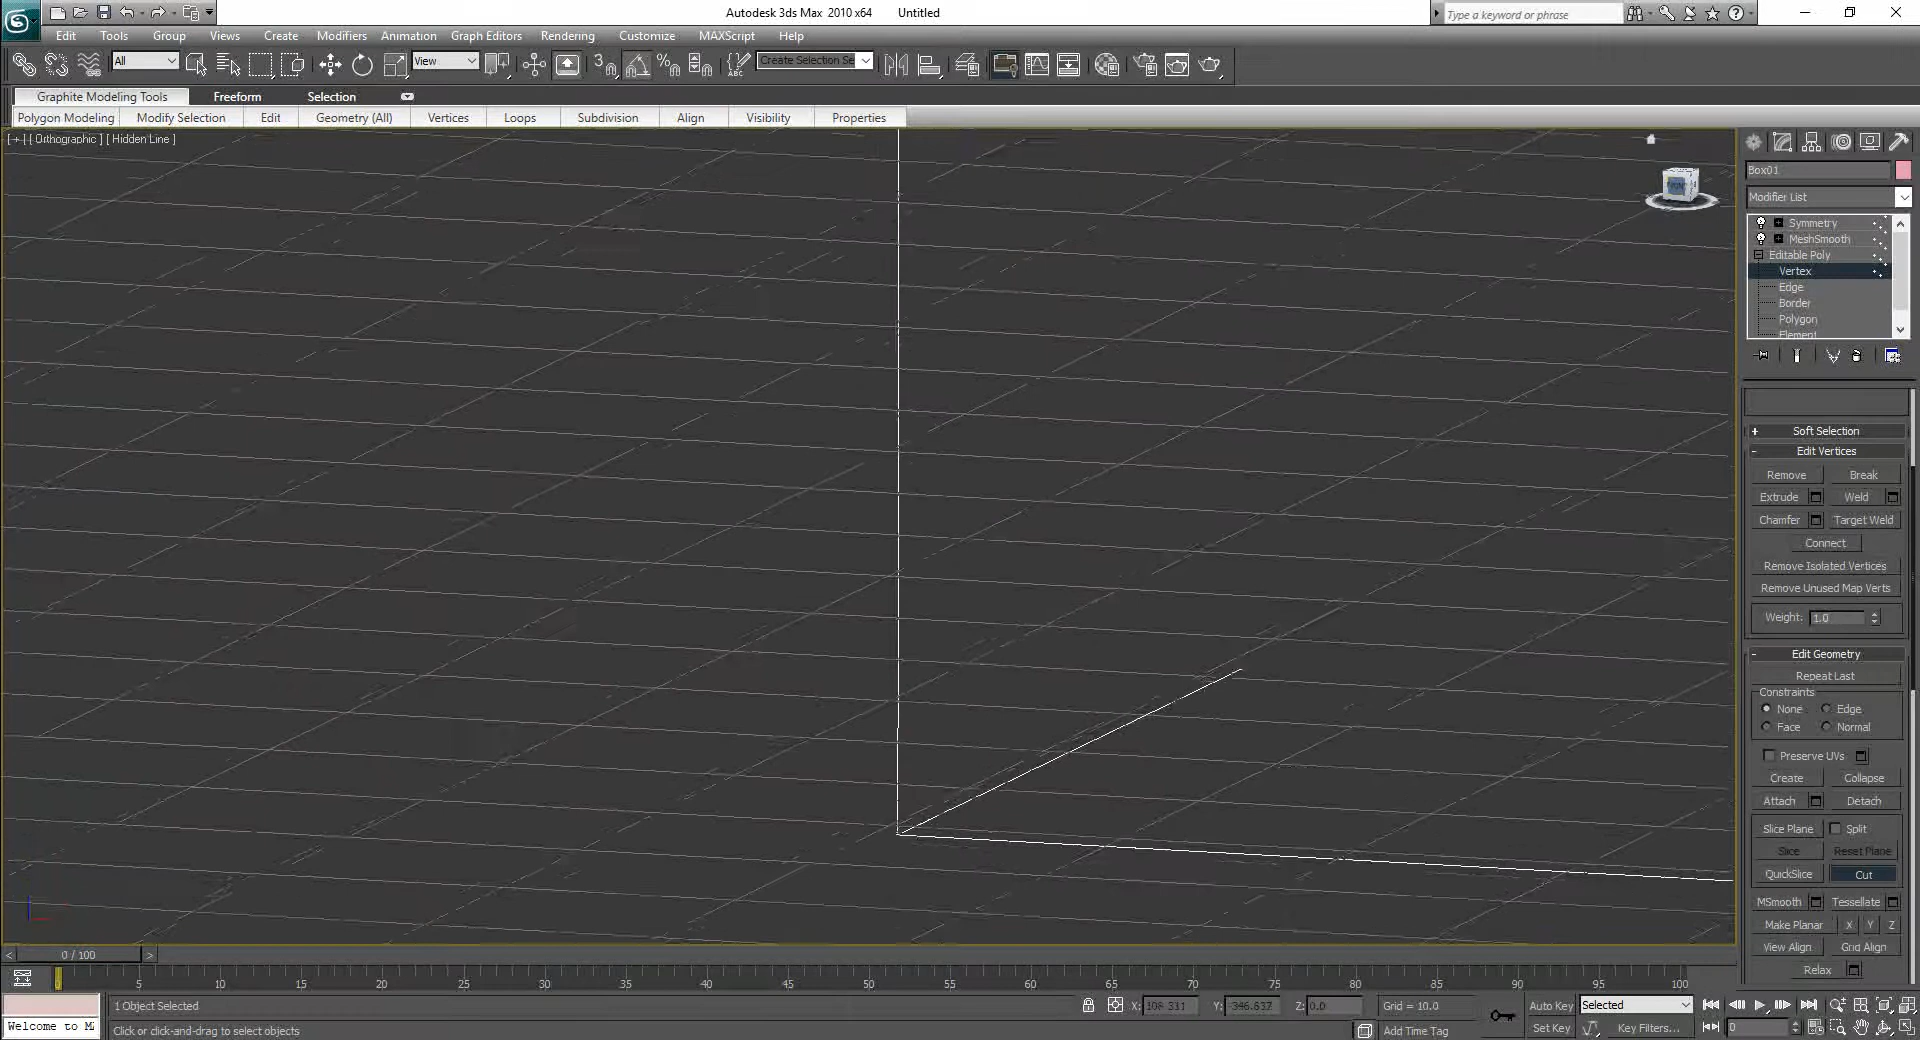 Autodesk 3ds Max 2010 x64 Untitled
Type a keyword or phrase
Edit Tools Group Views Create Modifiers Animation Graph Editors Rendering Customize MAXScript Help
All View Create Selection Se
Graphite Modeling Tools Freeform Selection
Polygon Modeling Modify Selection Edit Geometry (All) Vertices Loops Subdivision Align Visibility Properties
[ + ] [ Orthographic ] [ Hidden Line ]
Box01
Modifier List
Symmetry
MeshSmooth
Editable Poly
Vertex
Edge
Border
Polygon
Element
+ Soft Selection
- Edit Vertices
Remove Break
Extrude Weld
Chamfer Target Weld
Connect
Remove Isolated Vertices
Remove Unused Map Verts
Weight: 1.0
- Edit Geometry
Repeat Last
Constraints
None Edge
Face Normal
Preserve UVs
Create Collapse
Attach Detach
Slice Plane Split
Slice Reset Plane
QuickSlice Cut
MSmooth Tessellate
Make Planar X Y Z
View Align Grid Align
Relax
< 0 / 100 >
5 10 15 20 25 30 35 40 45 50 55 60 65 70 75 80 85 90 95 100
1 Object Selected X: 108.311 Y: -346.637 Z: 0.0 Grid = 10.0 Auto Key Selected
Welcome to MA Click or click-and-drag to select objects Add Time Tag Set Key Key Filters... 0